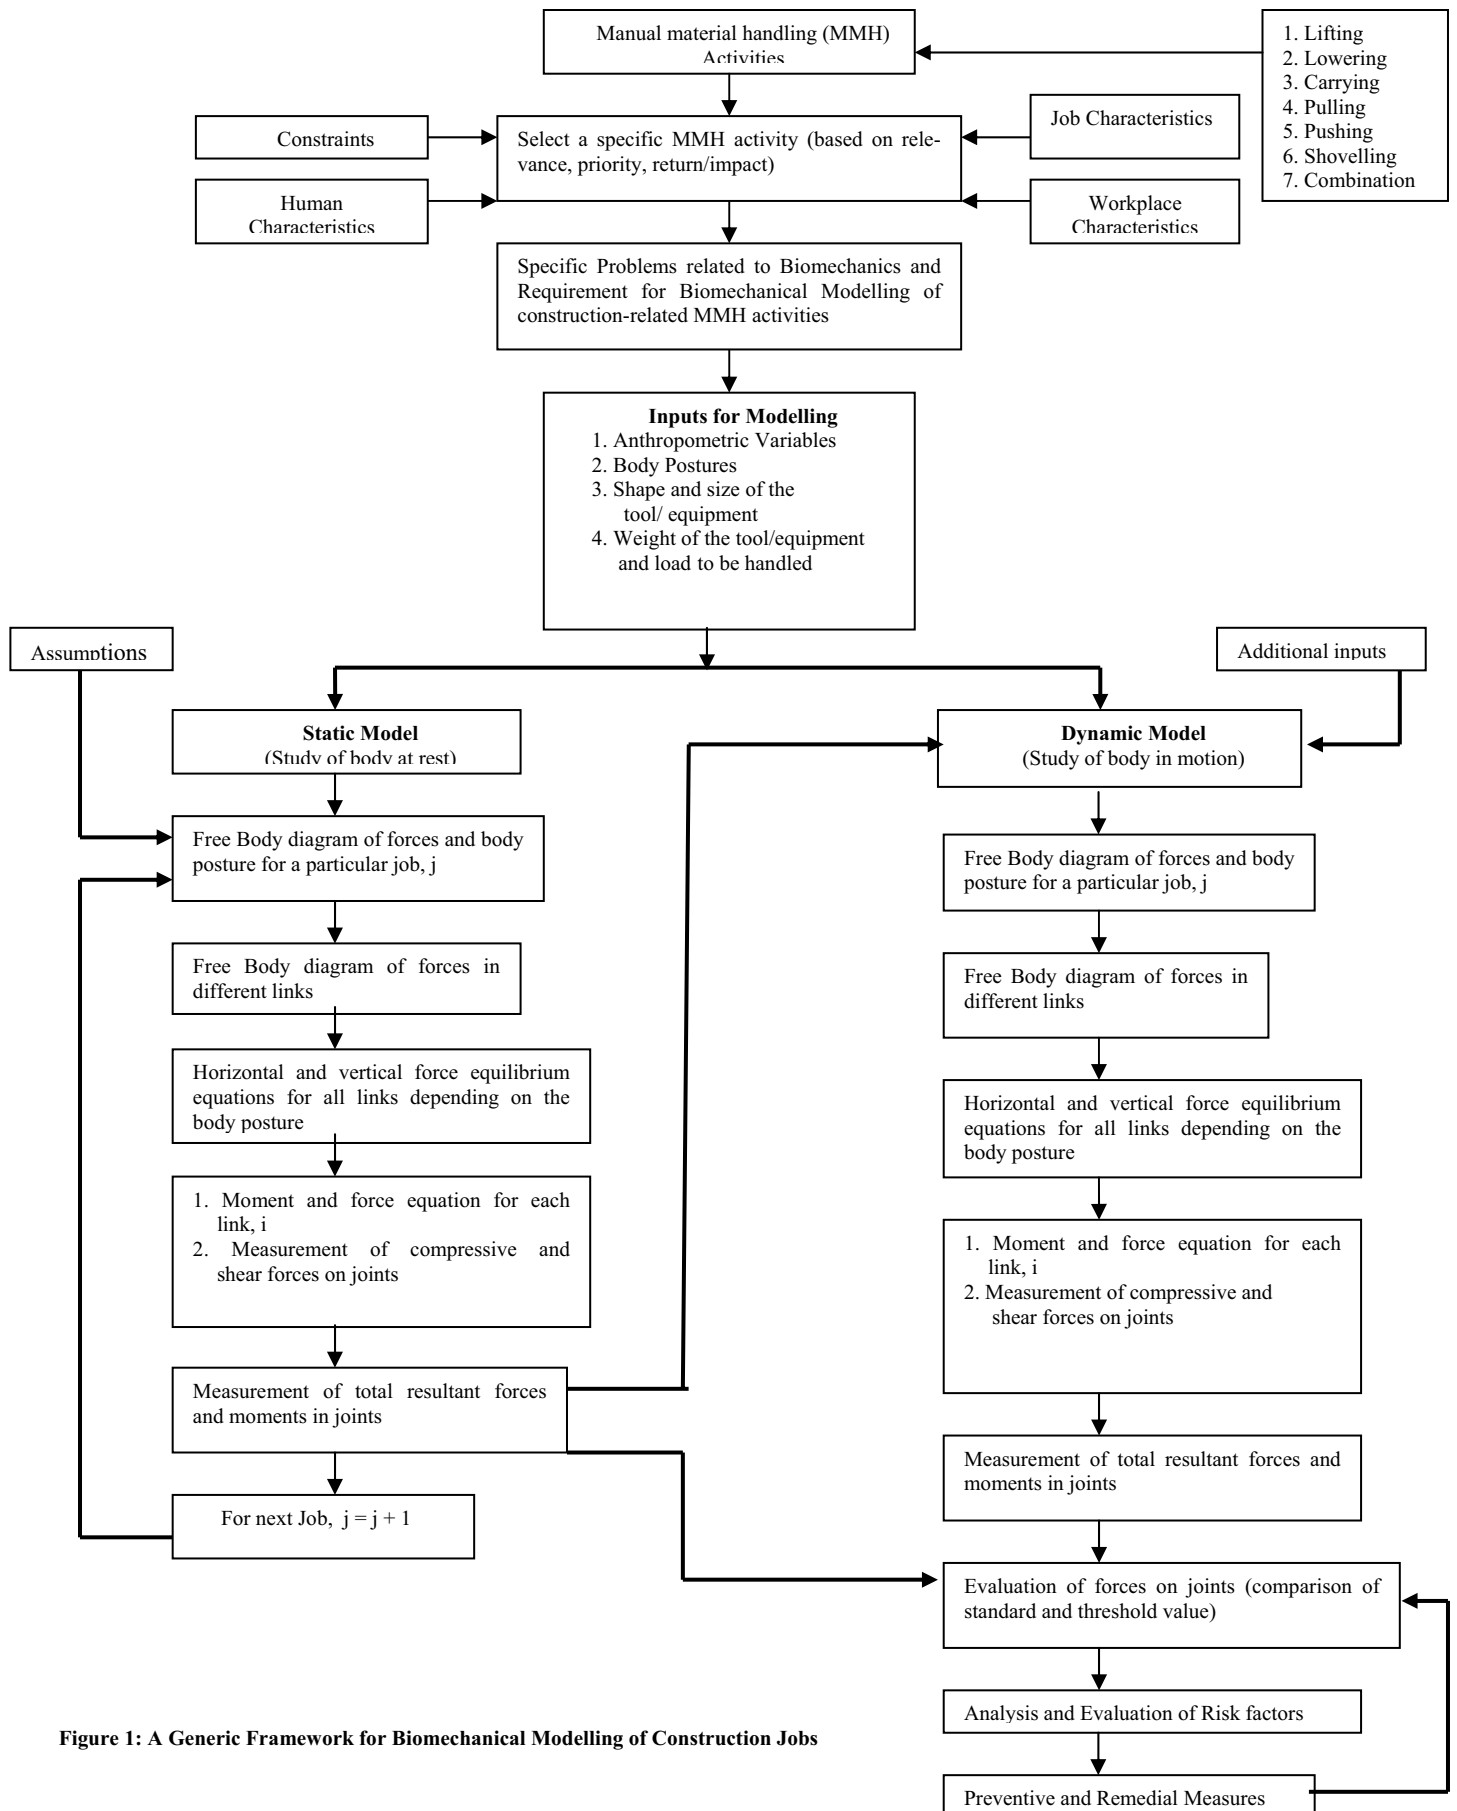 Manual material handling (MMH)
Activities
1. Lifting
2. Lowering
3. Carrying
4. Pulling
5. Pushing
6. Shovelling
7. Combination
Constraints
Select a specific MMH activity (based on rele-
vance, priority, return/impact)
Job Characteristics
Human
Characteristics
Workplace
Characteristics
Specific Problems related to Biomechanics and
Requirement for Biomechanical Modelling of
construction-related MMH activities
Inputs for Modelling
1. Anthropometric Variables
2. Body Postures
3. Shape and size of the
tool/ equipment
4. Weight of the tool/equipment
and load to be handled
Assumptions
Additional inputs
Static Model
(Study of body at rest)
Free Body diagram of forces and body
posture for a particular job, j
Free Body diagram of forces in
different links
Horizontal and vertical force equilibrium
equations for all links depending on the
body posture
1. Moment and force equation for each
link, i
2. Measurement of compressive and
shear forces on joints
Measurement of total resultant forces
and moments in joints
For next Job, j = j + 1
Dynamic Model
(Study of body in motion)
Free Body diagram of forces and body
posture for a particular job, j
Free Body diagram of forces in
different links
Horizontal and vertical force equilibrium
equations for all links depending on the
body posture
1. Moment and force equation for each
link, i
2. Measurement of compressive and
shear forces on joints
Measurement of total resultant forces and
moments in joints
Evaluation of forces on joints (comparison of
standard and threshold value)
Analysis and Evaluation of Risk factors
Preventive and Remedial Measures
Figure 1: A Generic Framework for Biomechanical Modelling of Construction Jobs